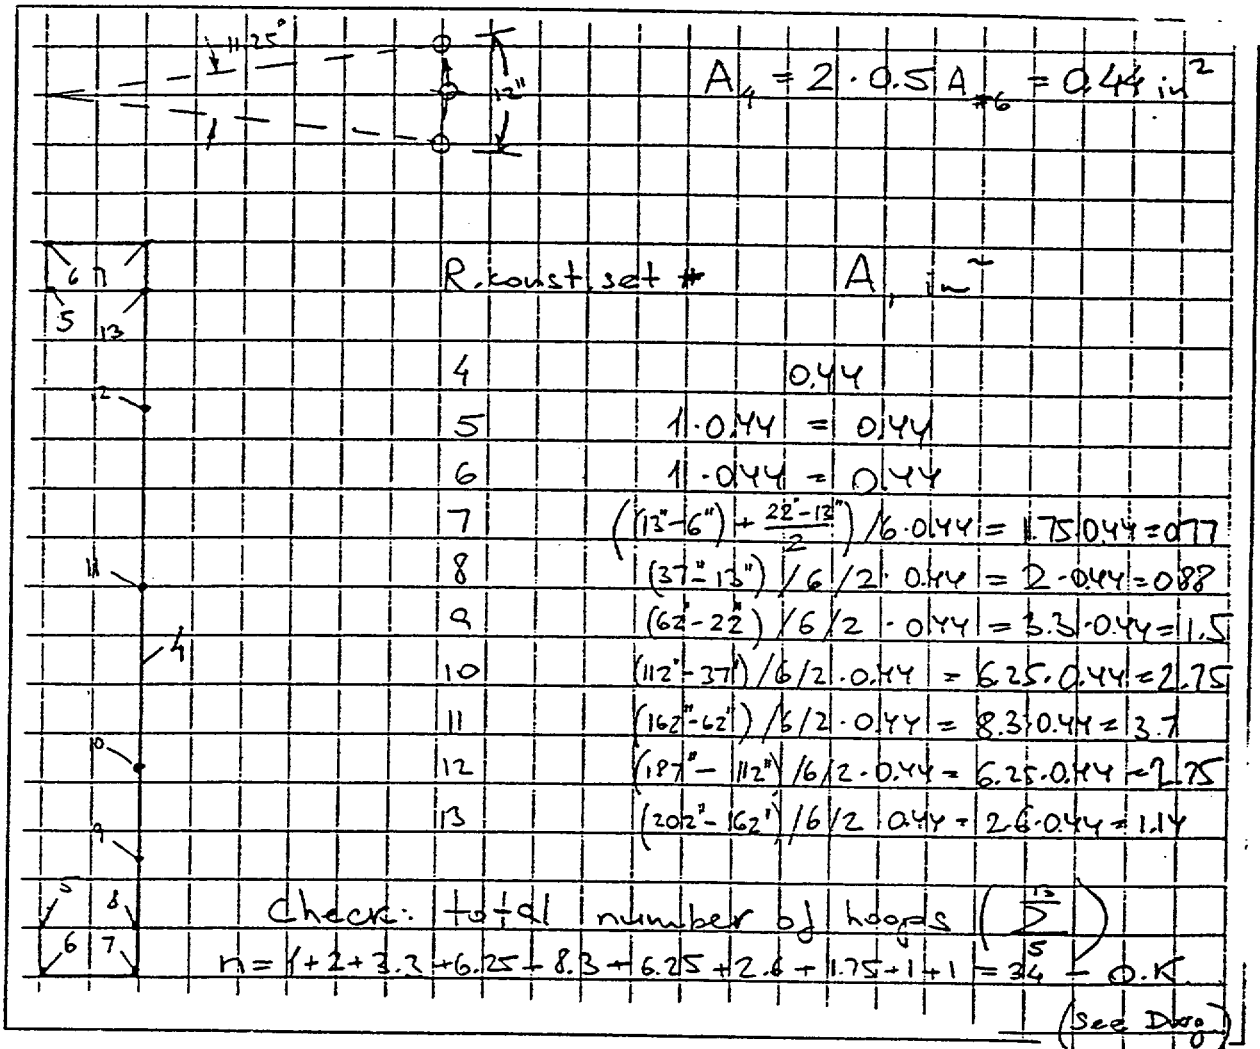 11.25°
12"
A₄ = 2 · 0.5 A#6 = 0.44 in²
R. const. set # A, in²
4 0.44
5 1 · 0.44 = 0.44
6 1 · 0.44 = 0.44
7 ((13"-6") + (22"-13")/2) /6 · 0.44 = 1.75 · 0.44 = 0.77
8 (37"-13") /6 /2 · 0.44 = 2 · 0.44 = 0.88
9 (62"-22") /6 /2 · 0.44 = 3.3 · 0.44 = 1.5
10 (112"-37") /6/2 · 0.44 = 6.25 · 0.44 = 2.75
11 (162"-62") /6/2 · 0.44 = 8.3 · 0.44 = 3.7
12 (187"-112") /6/2 · 0.44 = 6.25 · 0.44 = 2.75
13 (202"-162") /6/2 · 0.44 = 2.6 · 0.44 = 1.14
6 7
5 13
12
11
4
10
9
5 8
6 7
Check: total number of hoops (13 Σ 5)
n = 1+2+3.3+6.25+8.3+6.25+2.6+1.75+1+1 = 34 - O.K
(See Dwg)